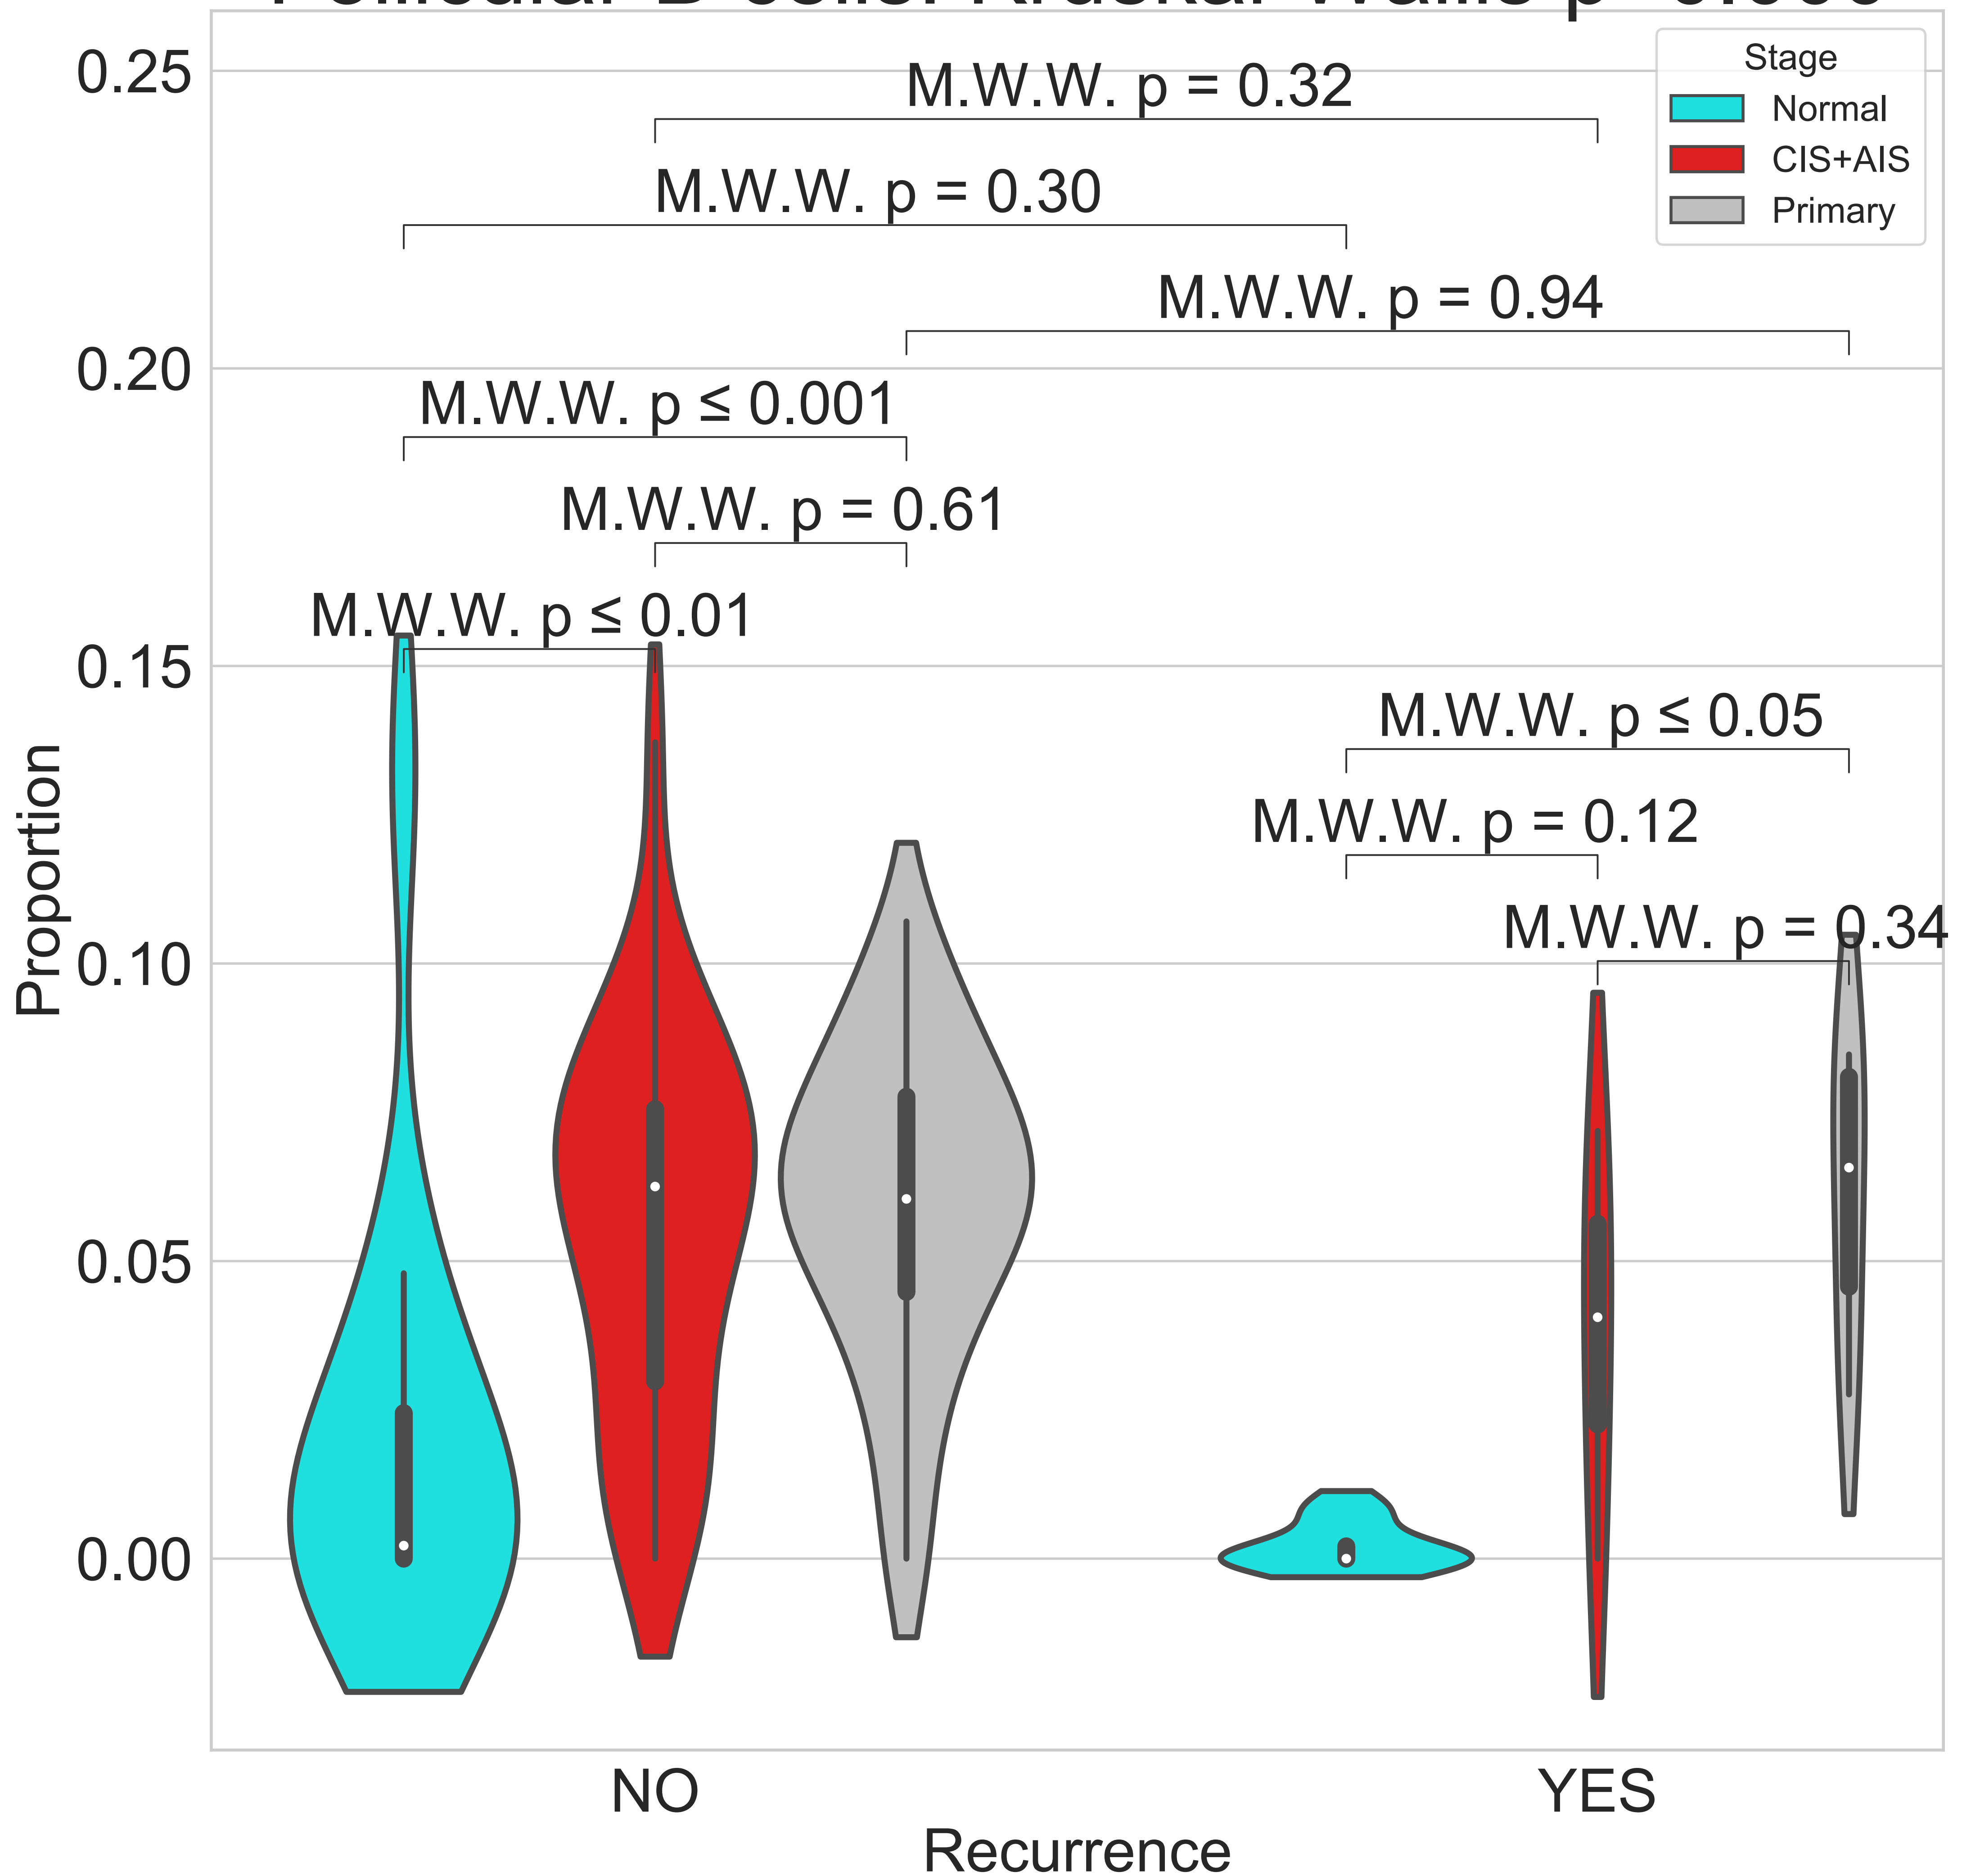 0.25
0.20
0.15
0.10
0.05
0.00
Proportion
M.W.W. p = 0.32
M.W.W. p = 0.30
M.W.W. p = 0.94
M.W.W. p ≤ 0.001
M.W.W. p = 0.61
M.W.W. p ≤ 0.01
M.W.W. p ≤ 0.05
M.W.W. p = 0.12
M.W.W. p = 0.34
Stage
Normal
CIS+AIS
Primary
NO
YES
Recurrence